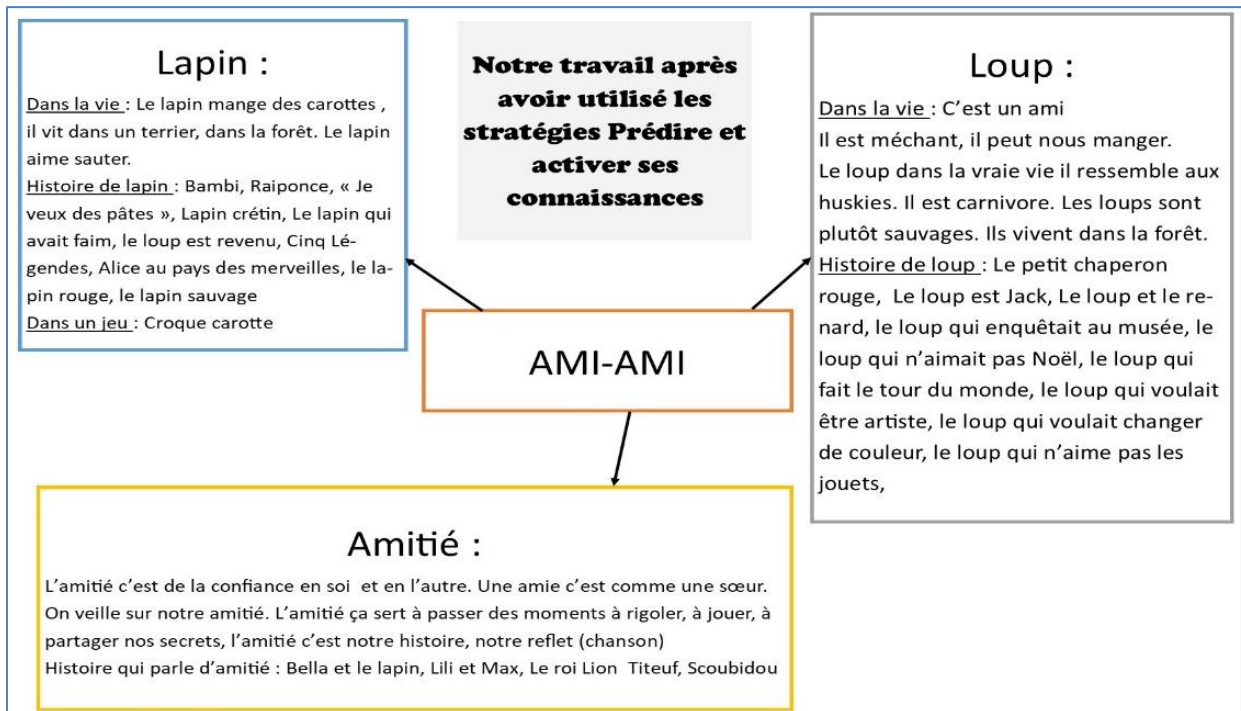 Lapin :
Dans la vie : Le lapin mange des carottes ,
il vit dans un terrier, dans la forêt. Le lapin
aime sauter.
Histoire de lapin : Bambi, Raiponce, « Je
veux des pâtes », Lapin crétin, Le lapin qui
avait faim, le loup est revenu, Cinq Lé-
gendes, Alice au pays des merveilles, le la-
pin rouge, le lapin sauvage
Dans un jeu : Croque carotte
Notre travail après
avoir utilisé les
stratégies Prédire et
activer ses
connaissances
Loup :
Dans la vie : C’est un ami
Il est méchant, il peut nous manger.
Le loup dans la vraie vie il ressemble aux
huskies. Il est carnivore. Les loups sont
plutôt sauvages. Ils vivent dans la forêt.
Histoire de loup : Le petit chaperon
rouge,  Le loup est Jack, Le loup et le re-
nard, le loup qui enquêtait au musée, le
loup qui n’aimait pas Noël, le loup qui
fait le tour du monde, le loup qui voulait
être artiste, le loup qui voulait changer
de couleur, le loup qui n’aime pas les
jouets,
AMI-AMI
Amitié :
L’amitié c’est de la confiance en soi  et en l’autre. Une amie c’est comme une sœur.
On veille sur notre amitié. L’amitié ça sert à passer des moments à rigoler, à jouer, à
partager nos secrets, l’amitié c’est notre histoire, notre reflet (chanson)
Histoire qui parle d’amitié : Bella et le lapin, Lili et Max, Le roi Lion  Titeuf, Scoubidou